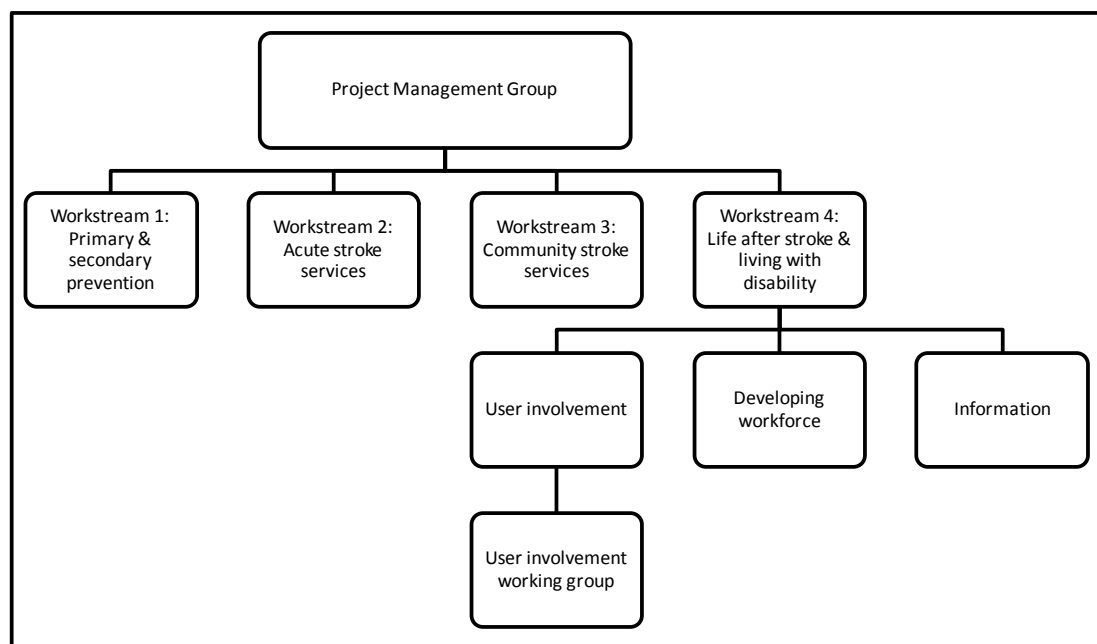 Project Management Group
Workstream 1:
Primary &
secondary
prevention
Workstream 2:
Acute stroke
services
Workstream 3:
Community stroke
services
Workstream 4:
Life after stroke &
living with
disability
User involvement
Developing
workforce
Information
User involvement
working group